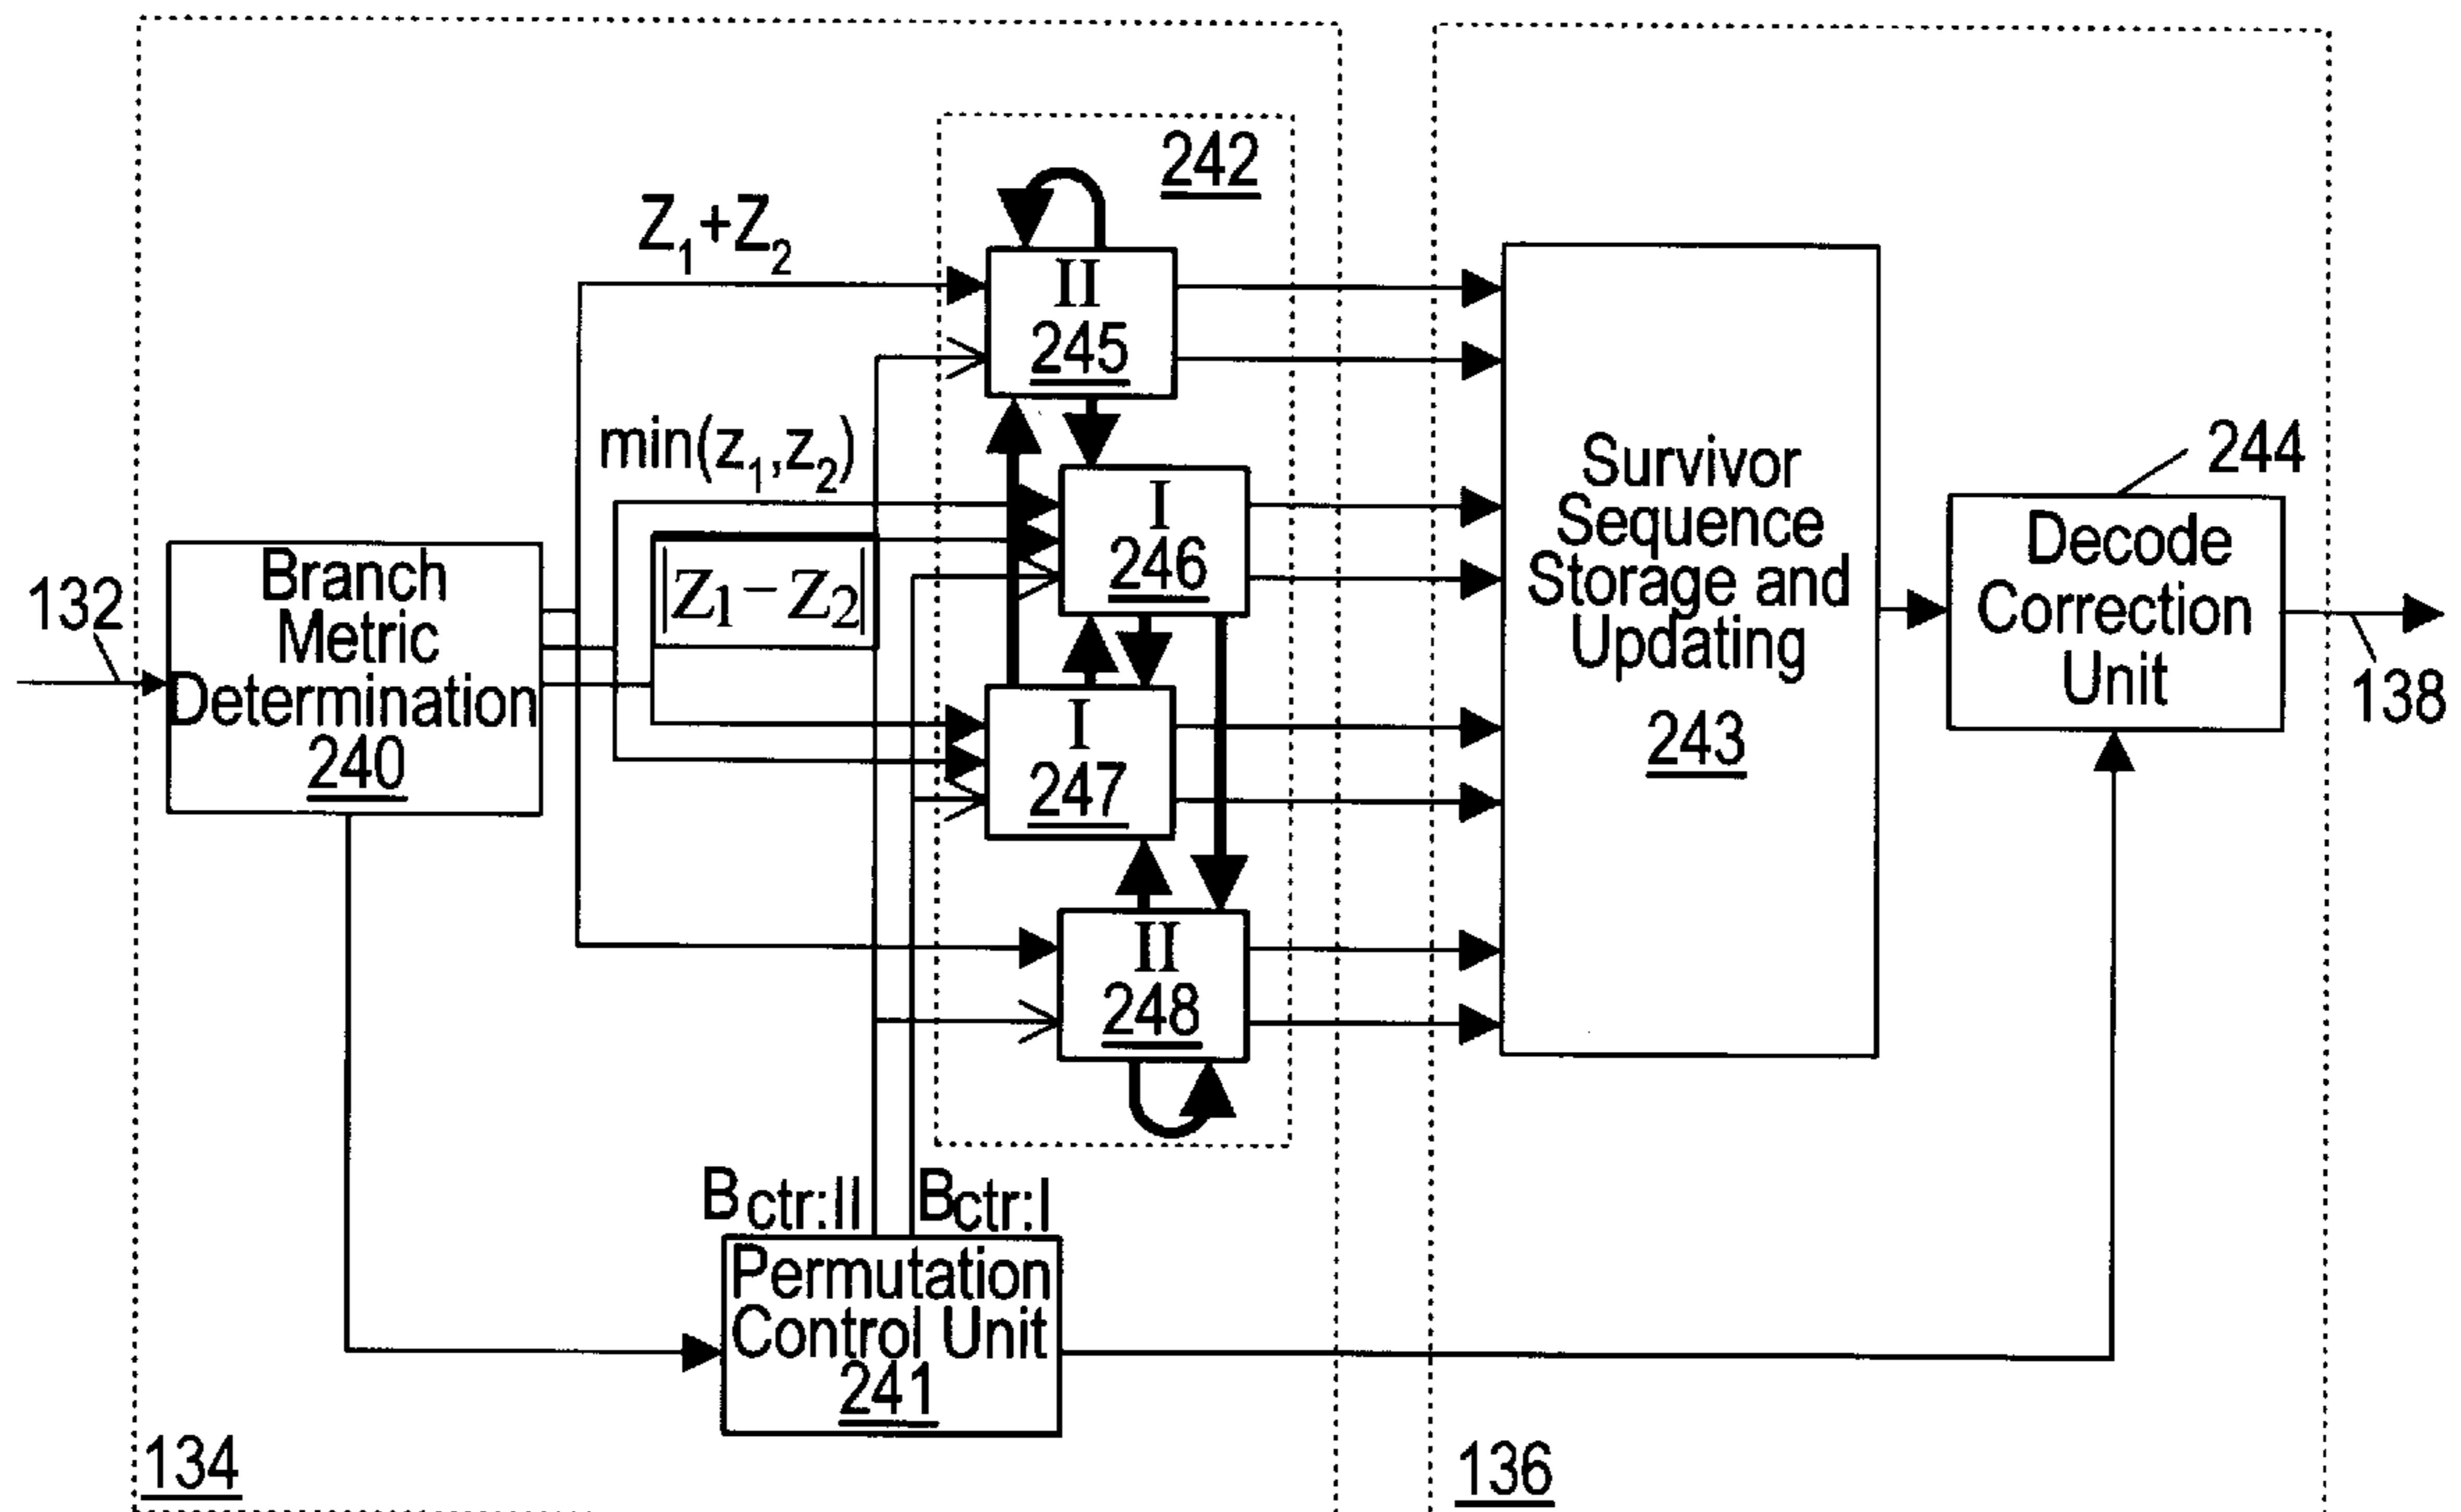 242
Z1+Z2
II
245
min(z1,z2)
244
I
246
|Z1-Z2|
Survivor
Sequence
Storage and
Updating
243
Decode
Correction
Unit
132
Branch
Metric
Determination
240
138
I
247
II
248
Bctr:II
Bctr:I
Permutation
Control Unit
241
134
136